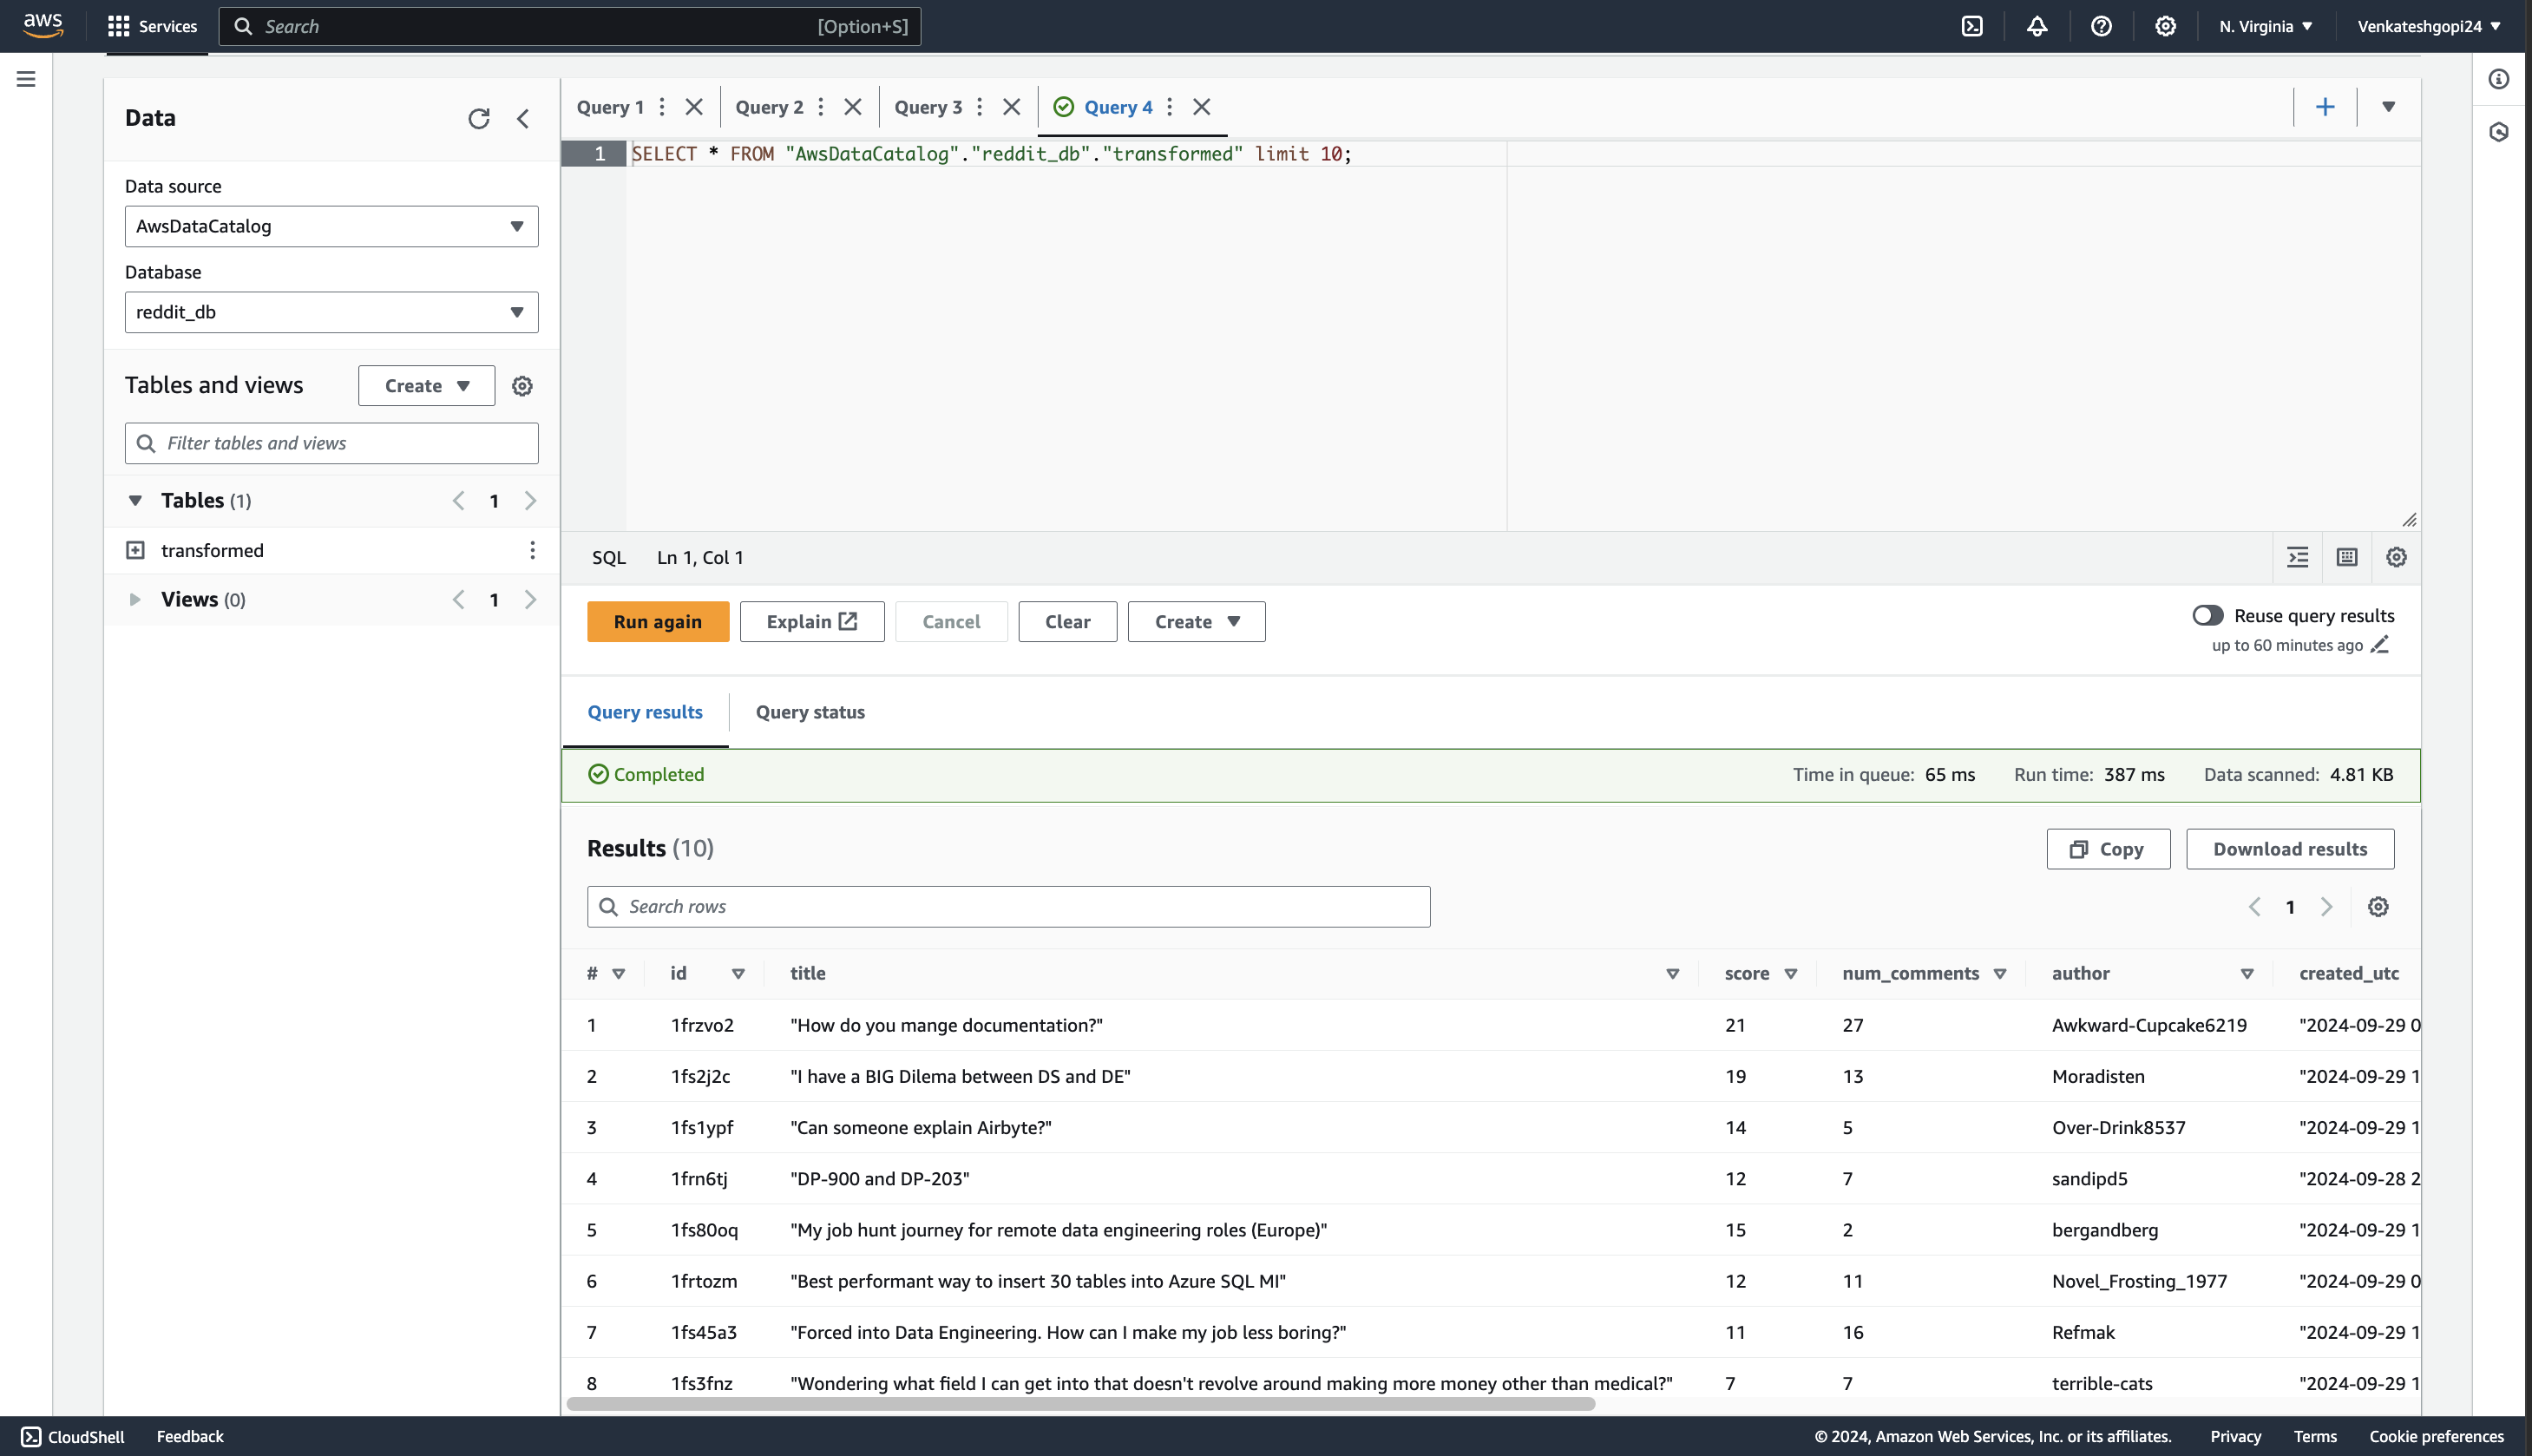 aws
Services
Search [Option+S]
N. Virginia
Venkateshgopi24
Data
Data source
AwsDataCatalog
Database
reddit_db
Tables and views
Create
Filter tables and views
Tables (1) 1
transformed
Views (0) 1
Query 1 Query 2 Query 3 Query 4
1 SELECT * FROM "AwsDataCatalog"."reddit_db"."transformed" limit 10;
SQL Ln 1, Col 1
Run again Explain Cancel Clear Create
Reuse query results
up to 60 minutes ago
Query results Query status
Completed Time in queue: 65 ms Run time: 387 ms Data scanned: 4.81 KB
Results (10)
Copy Download results
Search rows
1
# id title score num_comments author created_utc
1 1frzvo2 "How do you mange documentation?" 21 27 Awkward-Cupcake6219 "2024-09-29 0
2 1fs2j2c "I have a BIG Dilema between DS and DE" 19 13 Moradisten "2024-09-29 1
3 1fs1ypf "Can someone explain Airbyte?" 14 5 Over-Drink8537 "2024-09-29 1
4 1frn6tj "DP-900 and DP-203" 12 7 sandipd5 "2024-09-28 2
5 1fs80oq "My job hunt journey for remote data engineering roles (Europe)" 15 2 bergandberg "2024-09-29 1
6 1frtozm "Best performant way to insert 30 tables into Azure SQL MI" 12 11 Novel_Frosting_1977 "2024-09-29 0
7 1fs45a3 "Forced into Data Engineering. How can I make my job less boring?" 11 16 Refmak "2024-09-29 1
8 1fs3fnz "Wondering what field I can get into that doesn't revolve around making more money other than medical?" 7 7 terrible-cats "2024-09-29 1
CloudShell Feedback © 2024, Amazon Web Services, Inc. or its affiliates. Privacy Terms Cookie preferences